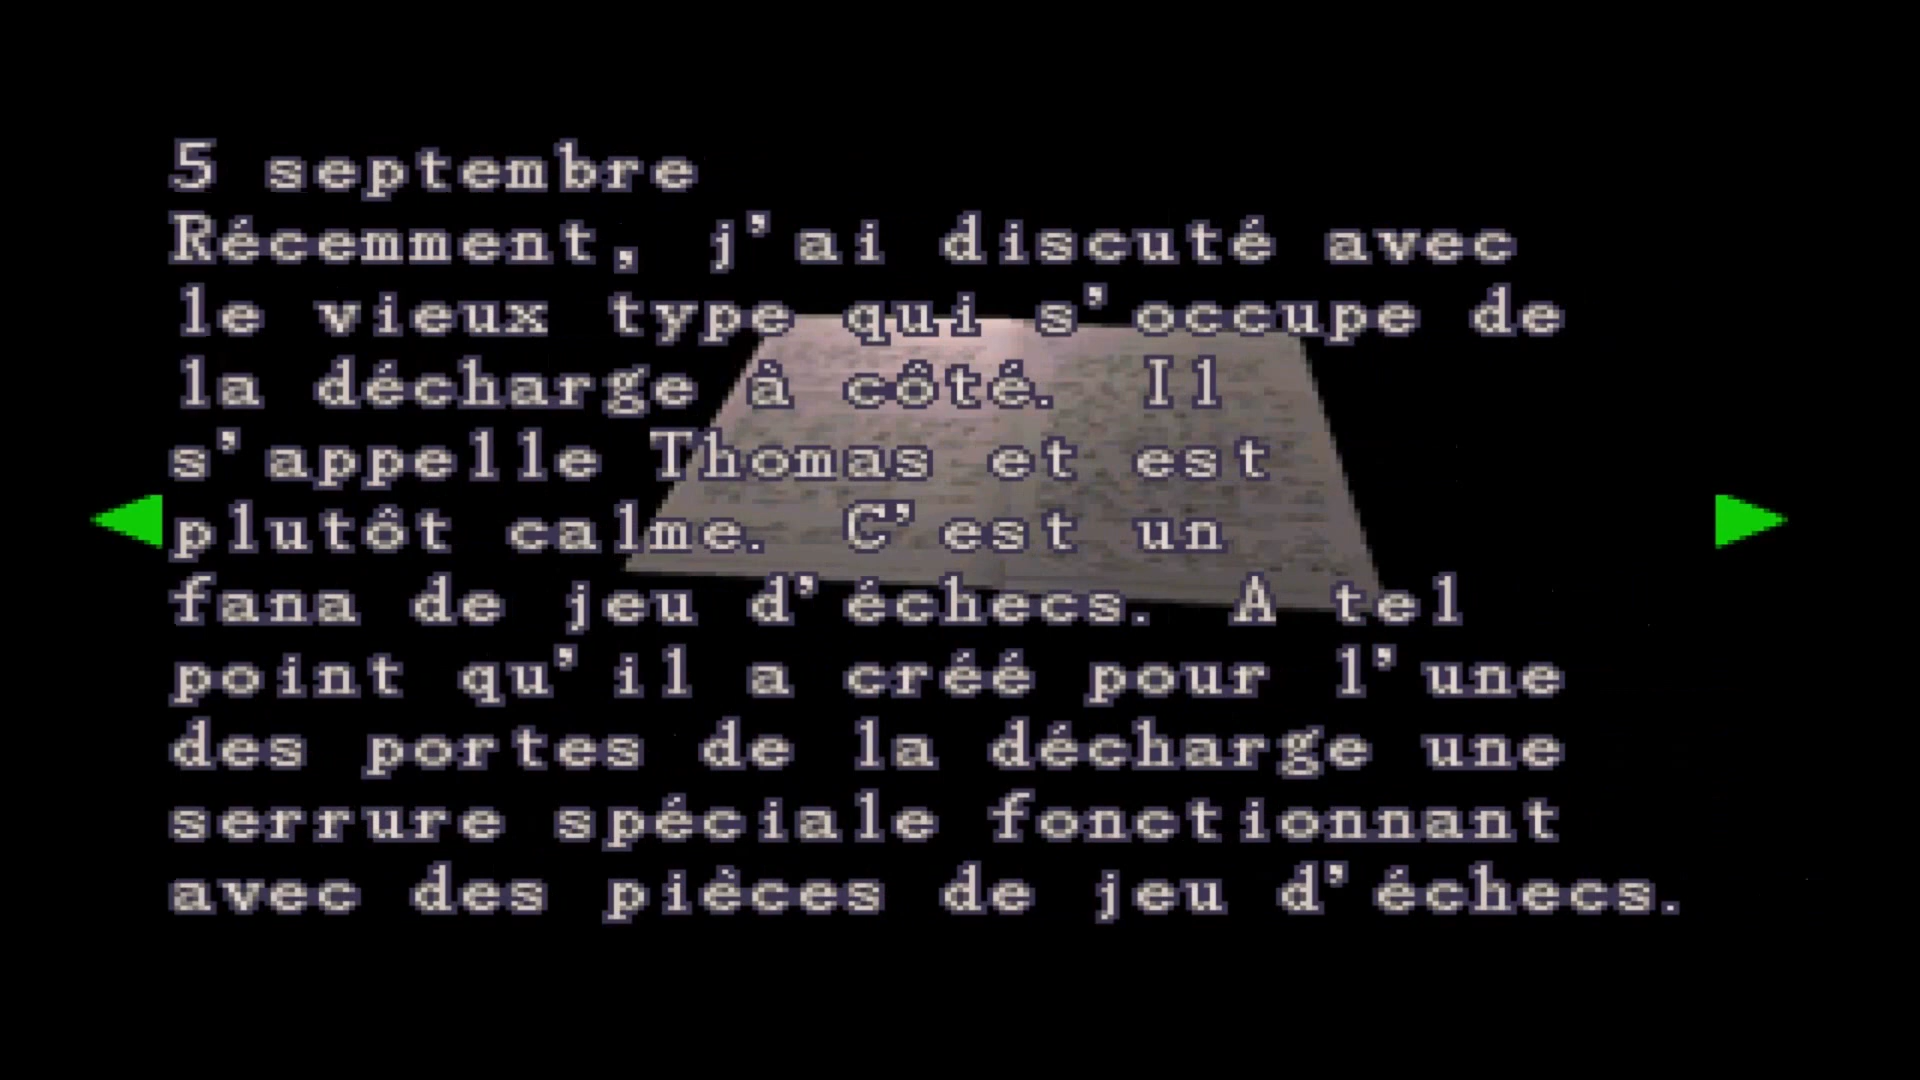 5 septembre
Récemment, j'ai discuté avec
le vieux type qui s'occupe de
la décharge à côté. Il
s'appelle Thomas et est
plutôt calme. C'est un
fana de jeu d'échecs. A tel
point qu'il a créé pour l'une
des portes de la décharge une
serrure spéciale fonctionnant
avec des pièces de jeu d'échecs.